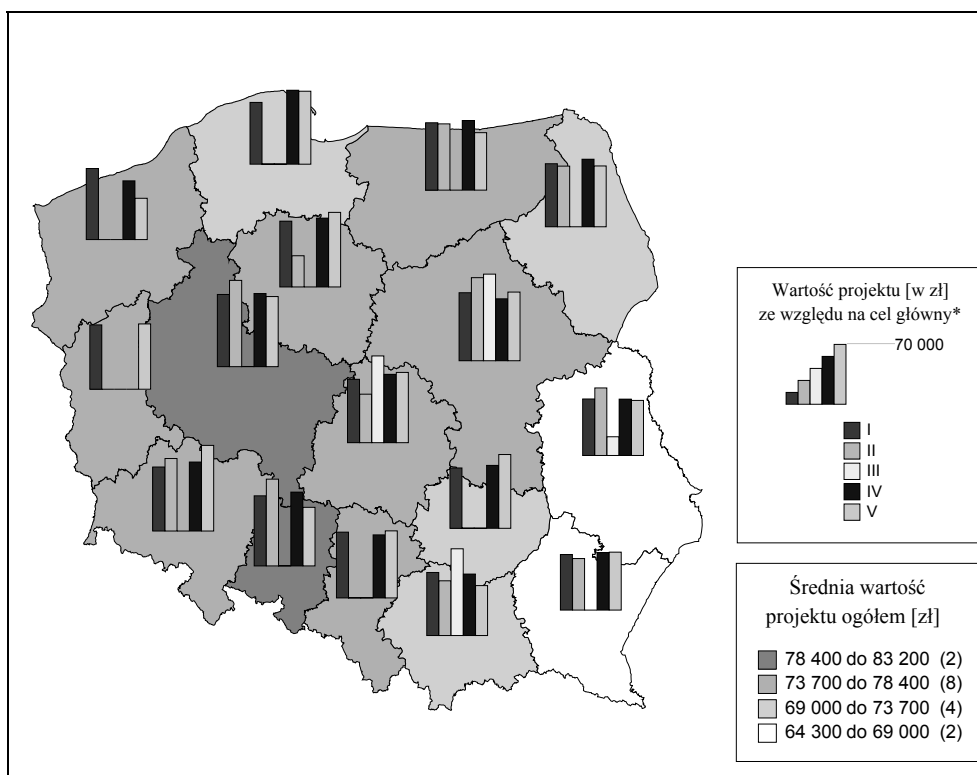 Wartość projektu [w zł]
ze względu na cel główny*
70 000
I
II
III
IV
V
Średnia wartość
projektu ogółem [zł]
78 400 do 83 200 (2)
73 700 do 78 400 (8)
69 000 do 73 700 (4)
64 300 do 69 000 (2)